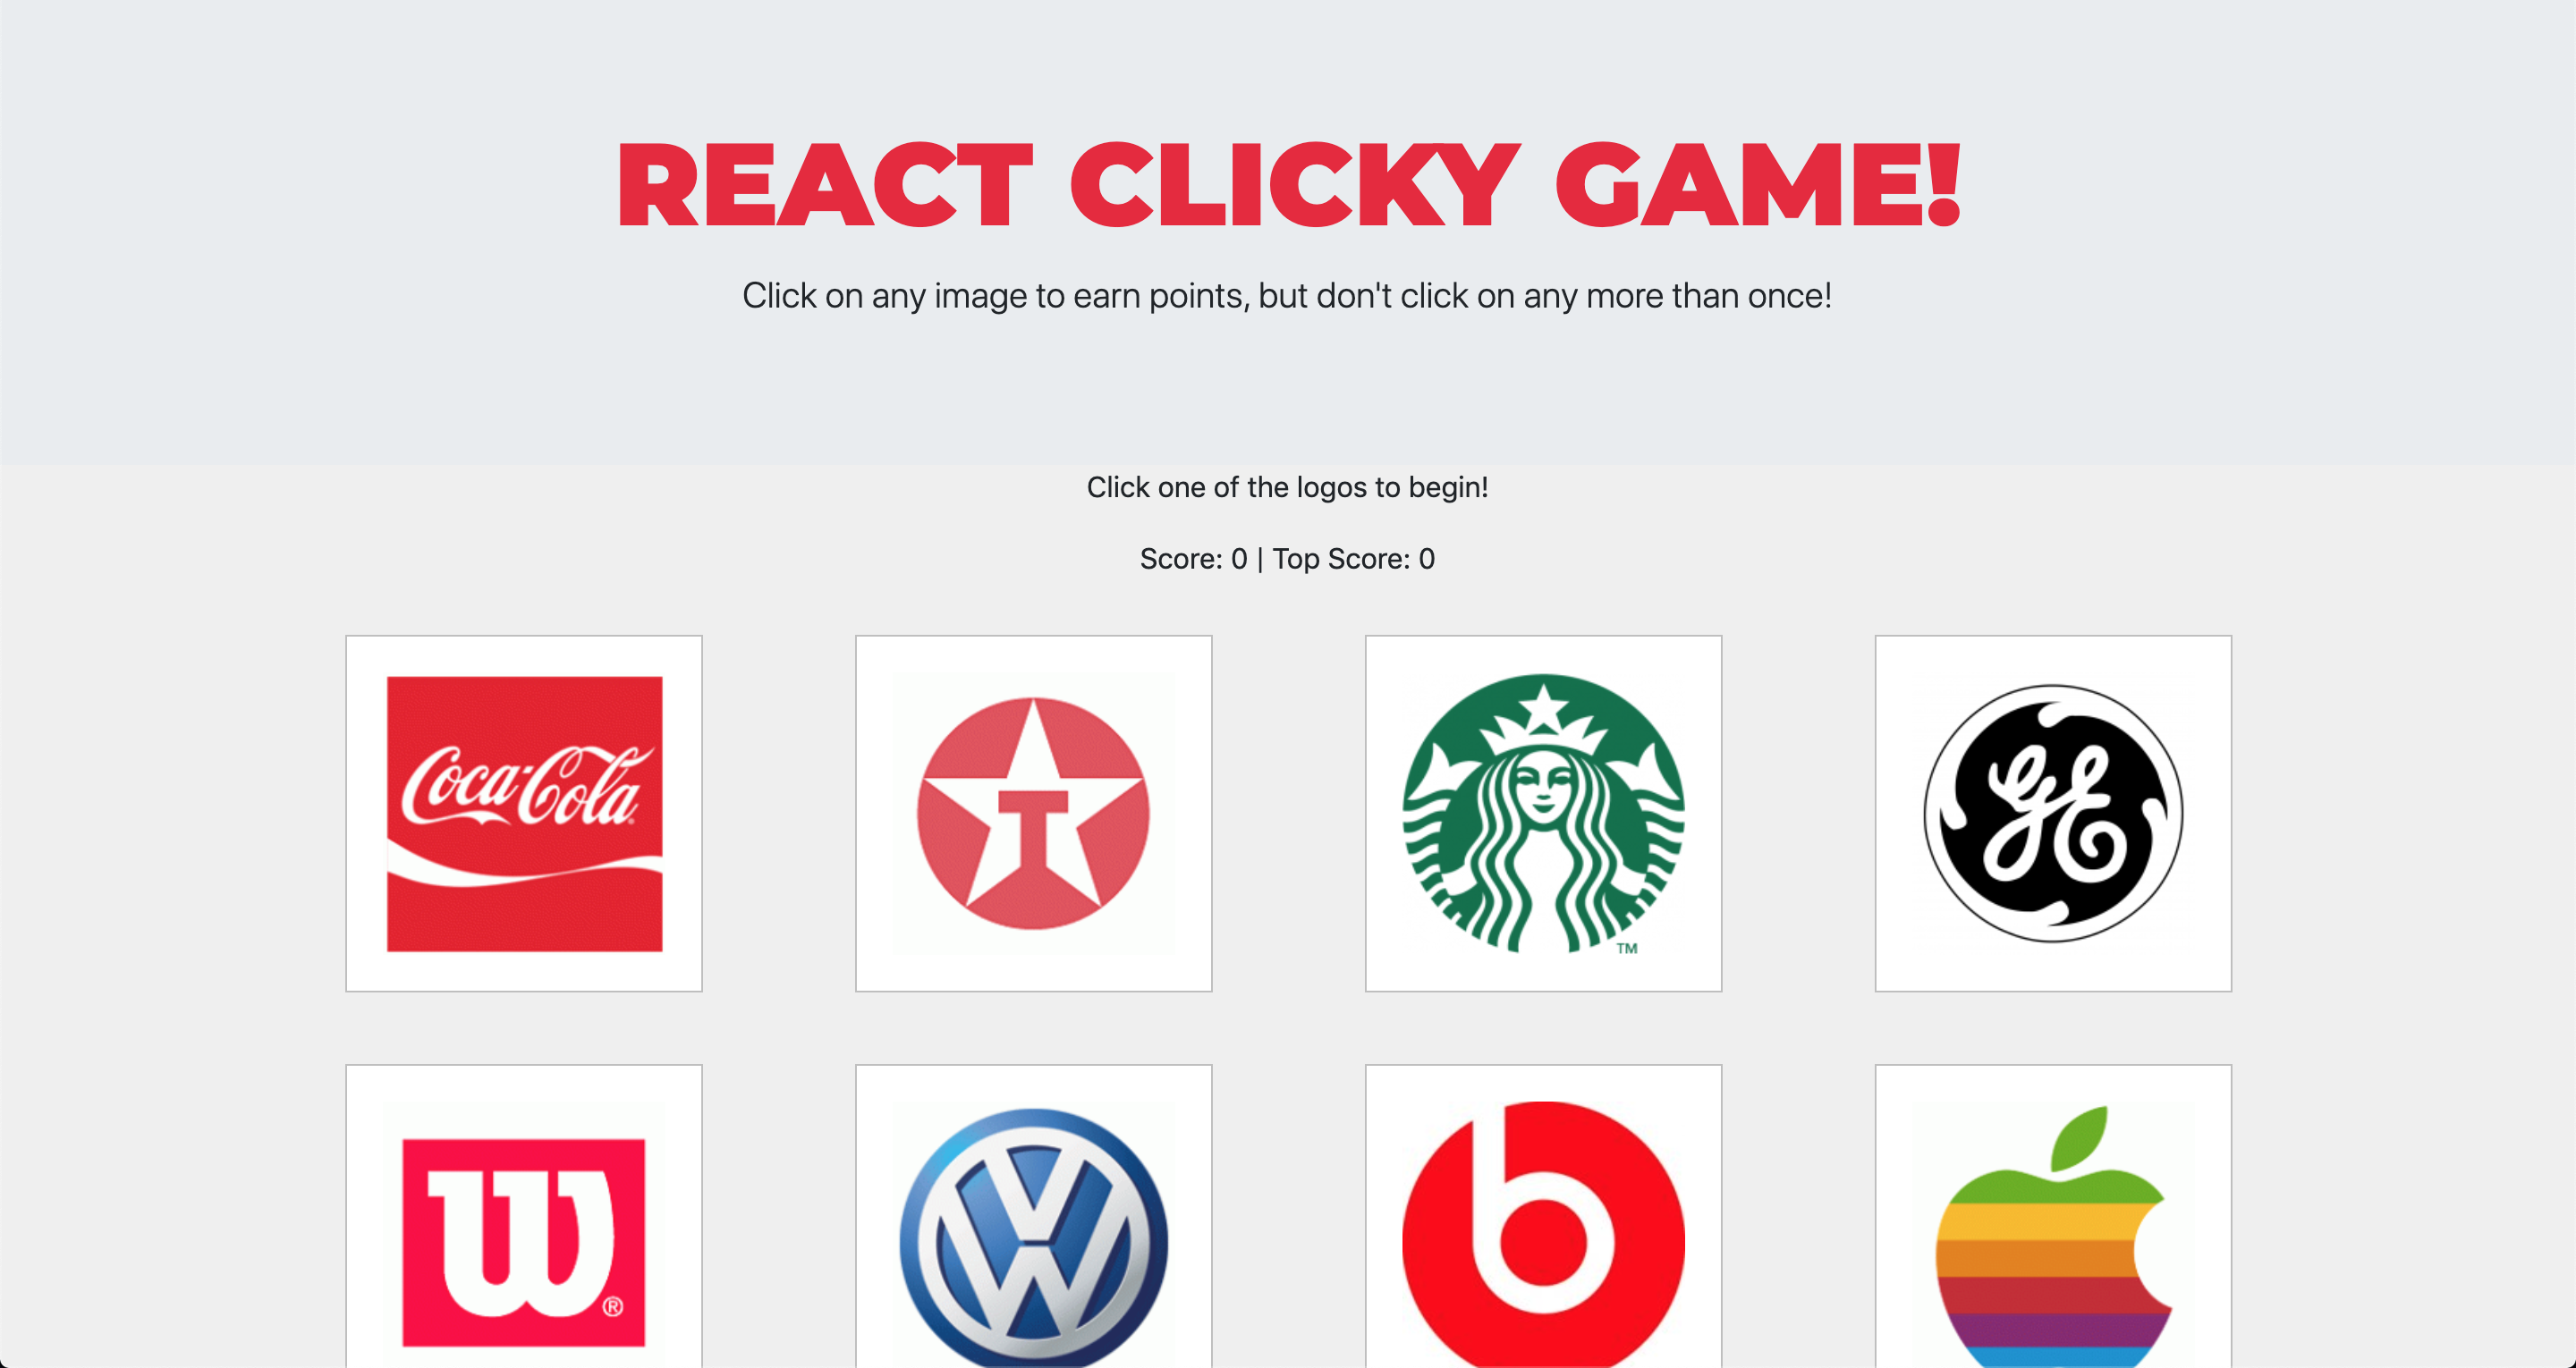 REACT CLICKY GAME!
Click on any image to earn points, but don't click on any more than once!
Click one of the logos to begin!
Score: 0 | Top Score: 0
Coca-Cola®
T
TM
GE
W®
VW
b